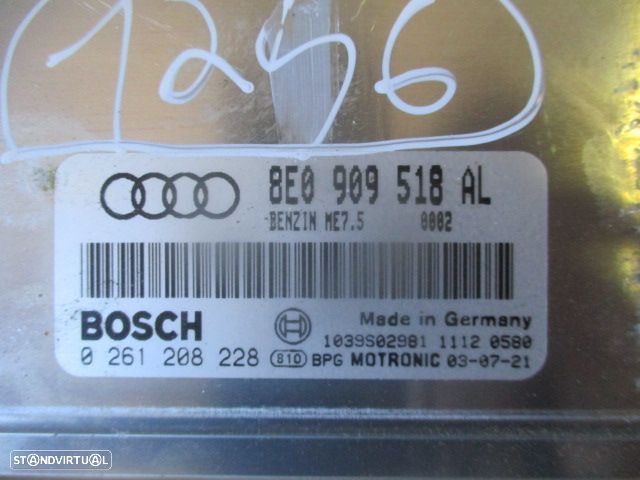 1256
8E0 909 518 AL
BENZIN ME7.5 0002
BOSCH
Made in Germany
1039S02981 1112 0580
0 261 208 228 810 BPG MOTRONIC 03-07-21
STANDVIRTUAL